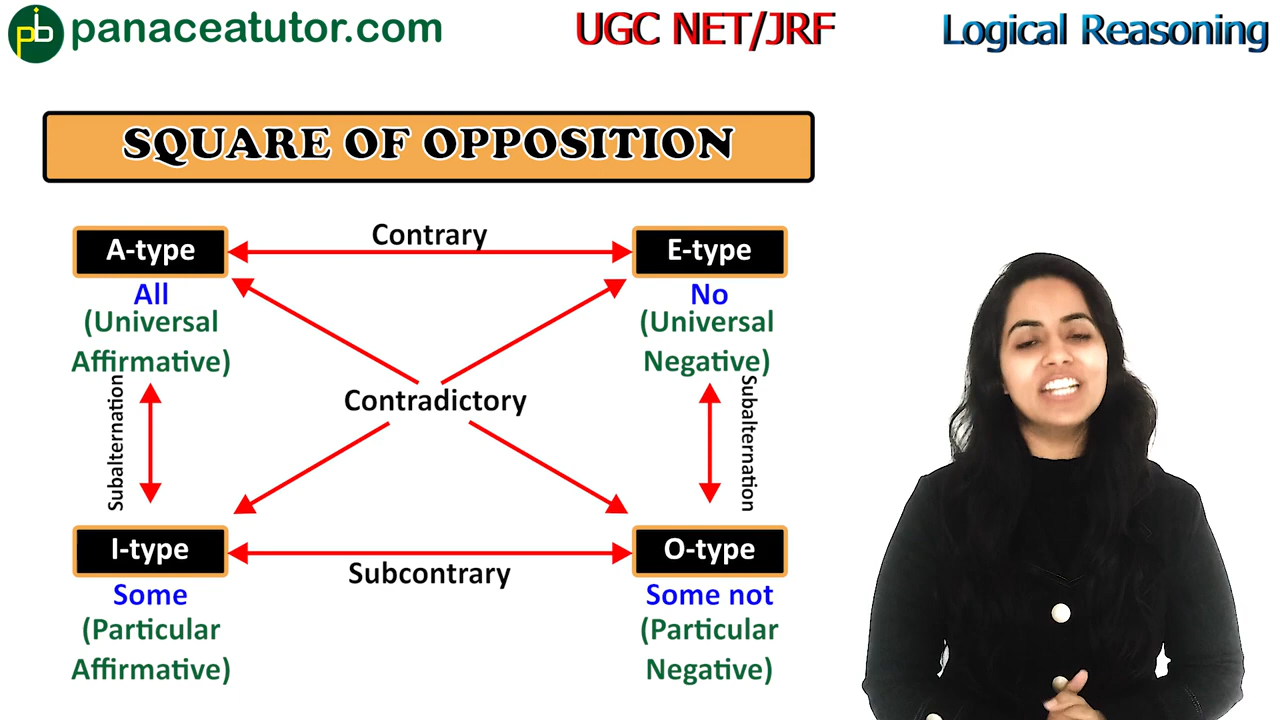 pb panaceatutor.com
UGC NET/JRF
Logical Reasoning
SQUARE OF OPPOSITION
A-type
Contrary
E-type
All
(Universal
Affirmative)
No
(Universal
Negative)
Subalternation
Contradictory
Subalternation
I-type
Subcontrary
O-type
Some
(Particular
Affirmative)
Some not
(Particular
Negative)